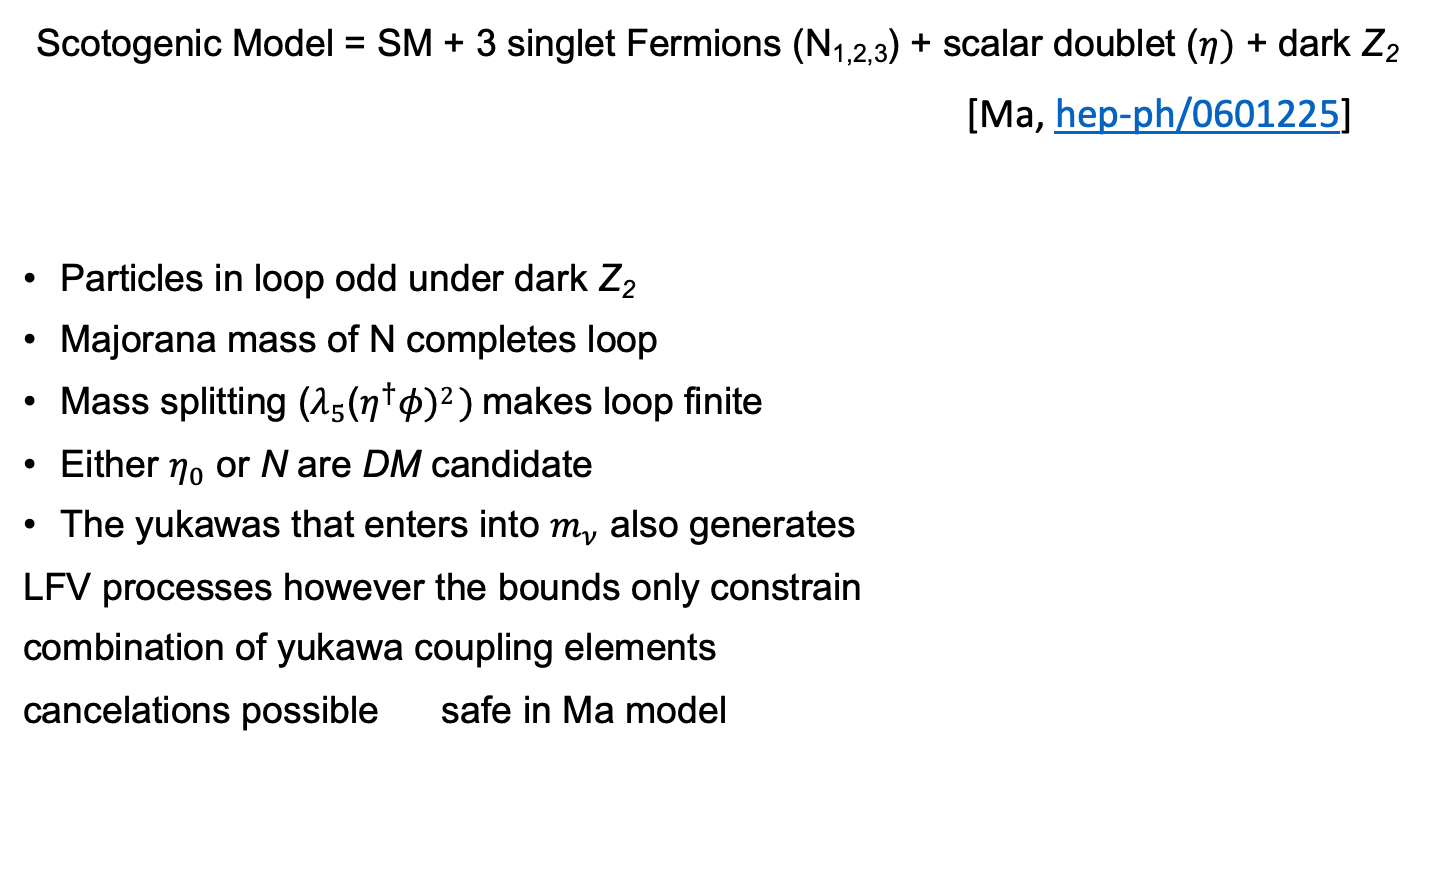 Scotogenic Model = SM + 3 singlet Fermions (N₁,₂,₃) + scalar doublet (η) + dark Z₂
[Ma, hep-ph/0601225]
• Particles in loop odd under dark Z₂
• Majorana mass of N completes loop
• Mass splitting (λ₅(η†ϕ)²) makes loop finite
• Either η₀ or N are DM candidate
• The yukawas that enters into mᵥ also generates
LFV processes however the bounds only constrain
combination of yukawa coupling elements
cancelations possible safe in Ma model